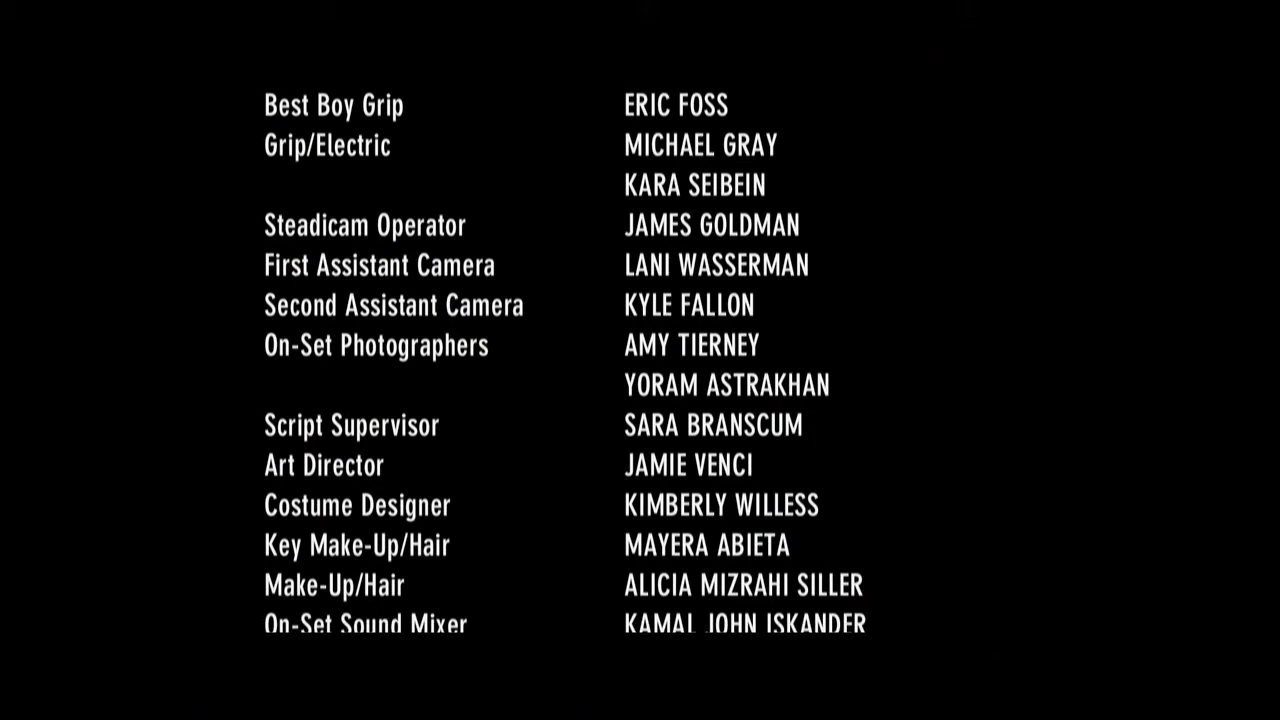 Best Boy Grip ERIC FOSS
Grip/Electric MICHAEL GRAY
KARA SEIBEIN
Steadicam Operator JAMES GOLDMAN
First Assistant Camera LANI WASSERMAN
Second Assistant Camera KYLE FALLON
On-Set Photographers AMY TIERNEY
YORAM ASTRAKHAN
Script Supervisor SARA BRANSCUM
Art Director JAMIE VENCI
Costume Designer KIMBERLY WILLESS
Key Make-Up/Hair MAYERA ABIETA
Make-Up/Hair ALICIA MIZRAHI SILLER
On-Set Sound Mixer KAMAL JOHN ISKANDER